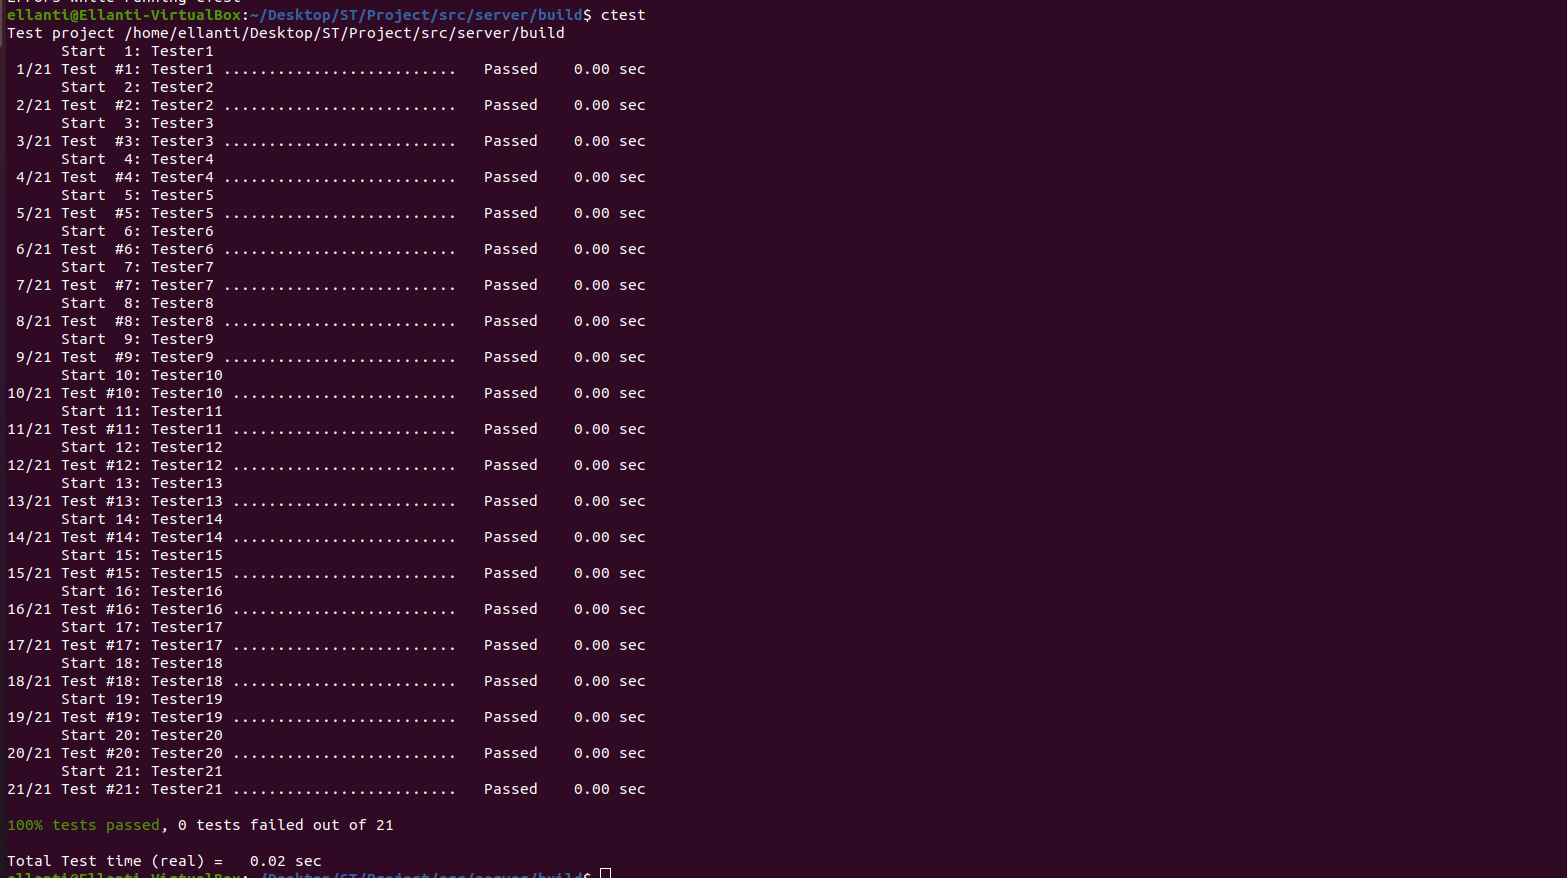 Errors while running CTest
ellanti@Ellanti-VirtualBox:~/Desktop/ST/Project/src/server/build$ ctest
Test project /home/ellanti/Desktop/ST/Project/src/server/build
      Start  1: Tester1
 1/21 Test  #1: Tester1 ..........................   Passed    0.00 sec
      Start  2: Tester2
 2/21 Test  #2: Tester2 ..........................   Passed    0.00 sec
      Start  3: Tester3
 3/21 Test  #3: Tester3 ..........................   Passed    0.00 sec
      Start  4: Tester4
 4/21 Test  #4: Tester4 ..........................   Passed    0.00 sec
      Start  5: Tester5
 5/21 Test  #5: Tester5 ..........................   Passed    0.00 sec
      Start  6: Tester6
 6/21 Test  #6: Tester6 ..........................   Passed    0.00 sec
      Start  7: Tester7
 7/21 Test  #7: Tester7 ..........................   Passed    0.00 sec
      Start  8: Tester8
 8/21 Test  #8: Tester8 ..........................   Passed    0.00 sec
      Start  9: Tester9
 9/21 Test  #9: Tester9 ..........................   Passed    0.00 sec
      Start 10: Tester10
10/21 Test #10: Tester10 .........................   Passed    0.00 sec
      Start 11: Tester11
11/21 Test #11: Tester11 .........................   Passed    0.00 sec
      Start 12: Tester12
12/21 Test #12: Tester12 .........................   Passed    0.00 sec
      Start 13: Tester13
13/21 Test #13: Tester13 .........................   Passed    0.00 sec
      Start 14: Tester14
14/21 Test #14: Tester14 .........................   Passed    0.00 sec
      Start 15: Tester15
15/21 Test #15: Tester15 .........................   Passed    0.00 sec
      Start 16: Tester16
16/21 Test #16: Tester16 .........................   Passed    0.00 sec
      Start 17: Tester17
17/21 Test #17: Tester17 .........................   Passed    0.00 sec
      Start 18: Tester18
18/21 Test #18: Tester18 .........................   Passed    0.00 sec
      Start 19: Tester19
19/21 Test #19: Tester19 .........................   Passed    0.00 sec
      Start 20: Tester20
20/21 Test #20: Tester20 .........................   Passed    0.00 sec
      Start 21: Tester21
21/21 Test #21: Tester21 .........................   Passed    0.00 sec

100% tests passed, 0 tests failed out of 21

Total Test time (real) =   0.02 sec
ellanti@Ellanti-VirtualBox:~/Desktop/ST/Project/src/server/build$